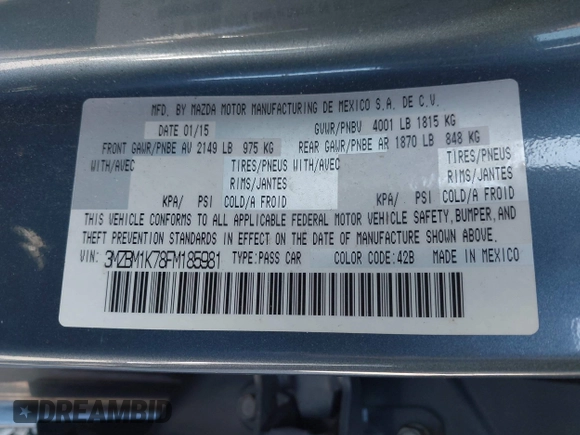 MFD. BY MAZDA MOTOR MANUFACTURING DE MEXICO S.A. DE C.V.
DATE 01/15 GVWR/PNBV 4001 LB 1815 KG
FRONT GAWR/PNBE AV 2149 LB 975 KG REAR GAWR/PNBE AR 1870 LB 848 KG
WITH/AVEC TIRES/PNEUS WITH/AVEC TIRES/PNEUS
RIMS/JANTES RIMS/JANTES
KPA/ PSI COLD/A FROID KPA/ PSI COLD/A FROID
THIS VEHICLE CONFORMS TO ALL APPLICABLE FEDERAL MOTOR VEHICLE SAFETY, BUMPER, AND
THEFT PREVENTION STANDARDS IN EFFECT ON THE DATE OF MANUFACTURE SHOWN ABOVE.
VIN: 3MZBM1K78FM185981 TYPE:PASS CAR COLOR CODE:42B MADE IN MEXICO
DREAMBID